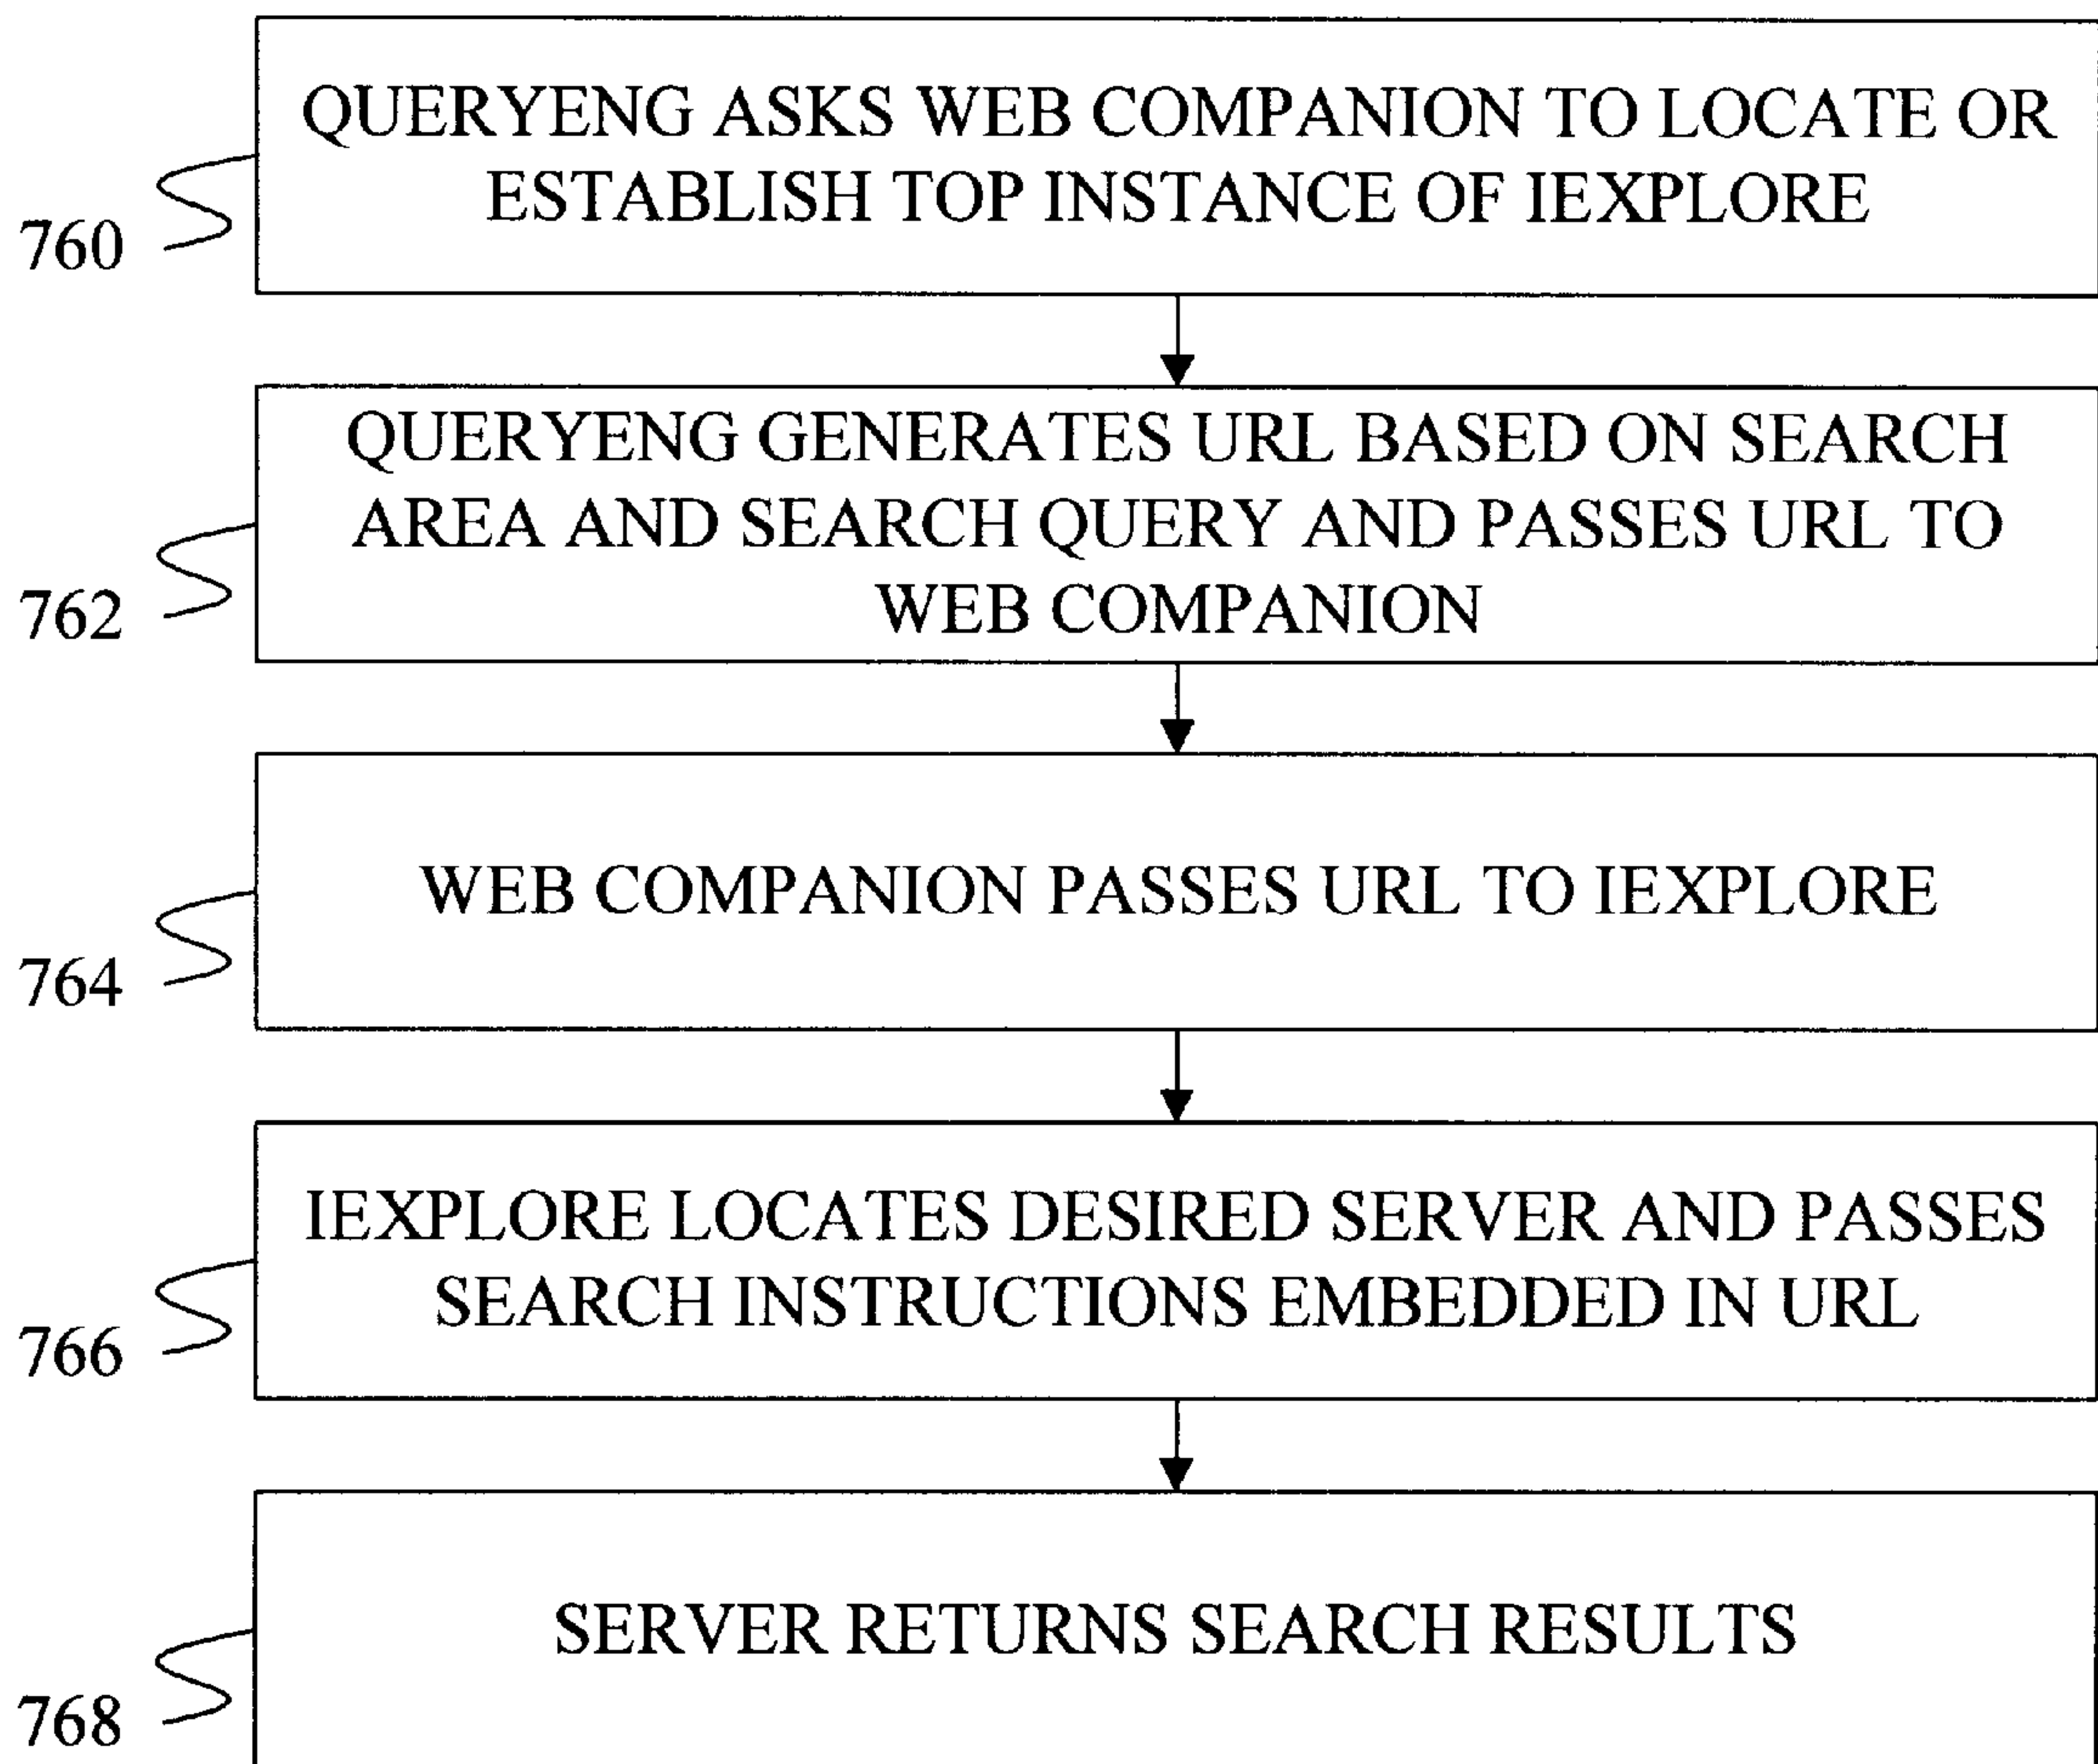 QUERYENG ASKS WEB COMPANION TO LOCATE OR
ESTABLISH TOP INSTANCE OF IEXPLORE
760
QUERYENG GENERATES URL BASED ON SEARCH
AREA AND SEARCH QUERY AND PASSES URL TO
WEB COMPANION
762
WEB COMPANION PASSES URL TO IEXPLORE
764
IEXPLORE LOCATES DESIRED SERVER AND PASSES
SEARCH INSTRUCTIONS EMBEDDED IN URL
766
SERVER RETURNS SEARCH RESULTS
768